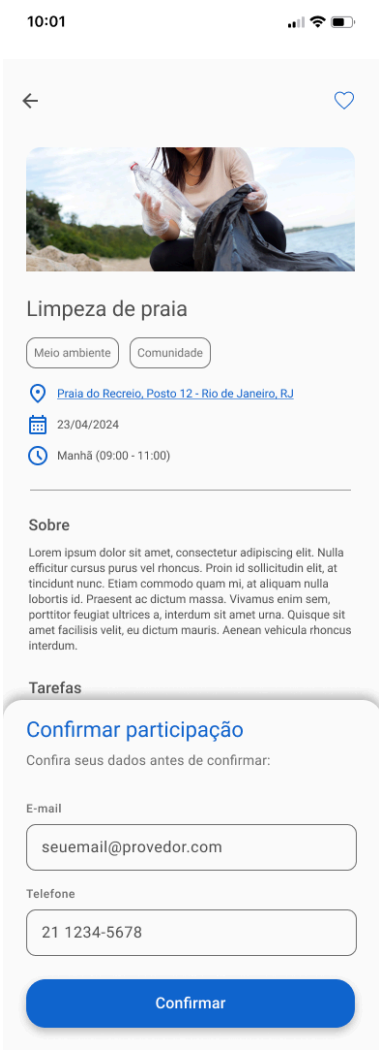 10:01
Limpeza de praia
Meio ambiente
Comunidade
Praia do Recreio, Posto 12 - Rio de Janeiro, RJ
23/04/2024
Manhã (09:00 - 11:00)
Sobre
Lorem ipsum dolor sit amet, consectetur adipiscing elit. Nulla
efficitur cursus purus vel rhoncus. Proin id sollicitudin elit, at
tincidunt nunc. Etiam commodo quam mi, at aliquam nulla
lobortis id. Praesent ac dictum massa. Vivamus enim sem,
porttitor feugiat ultrices a, interdum sit amet urna. Quisque sit
amet facilisis velit, eu dictum mauris. Aenean vehicula rhoncus
interdum.
Tarefas
Confirmar participação
Confira seus dados antes de confirmar:
E-mail
seuemail@provedor.com
Telefone
21 1234-5678
Confirmar